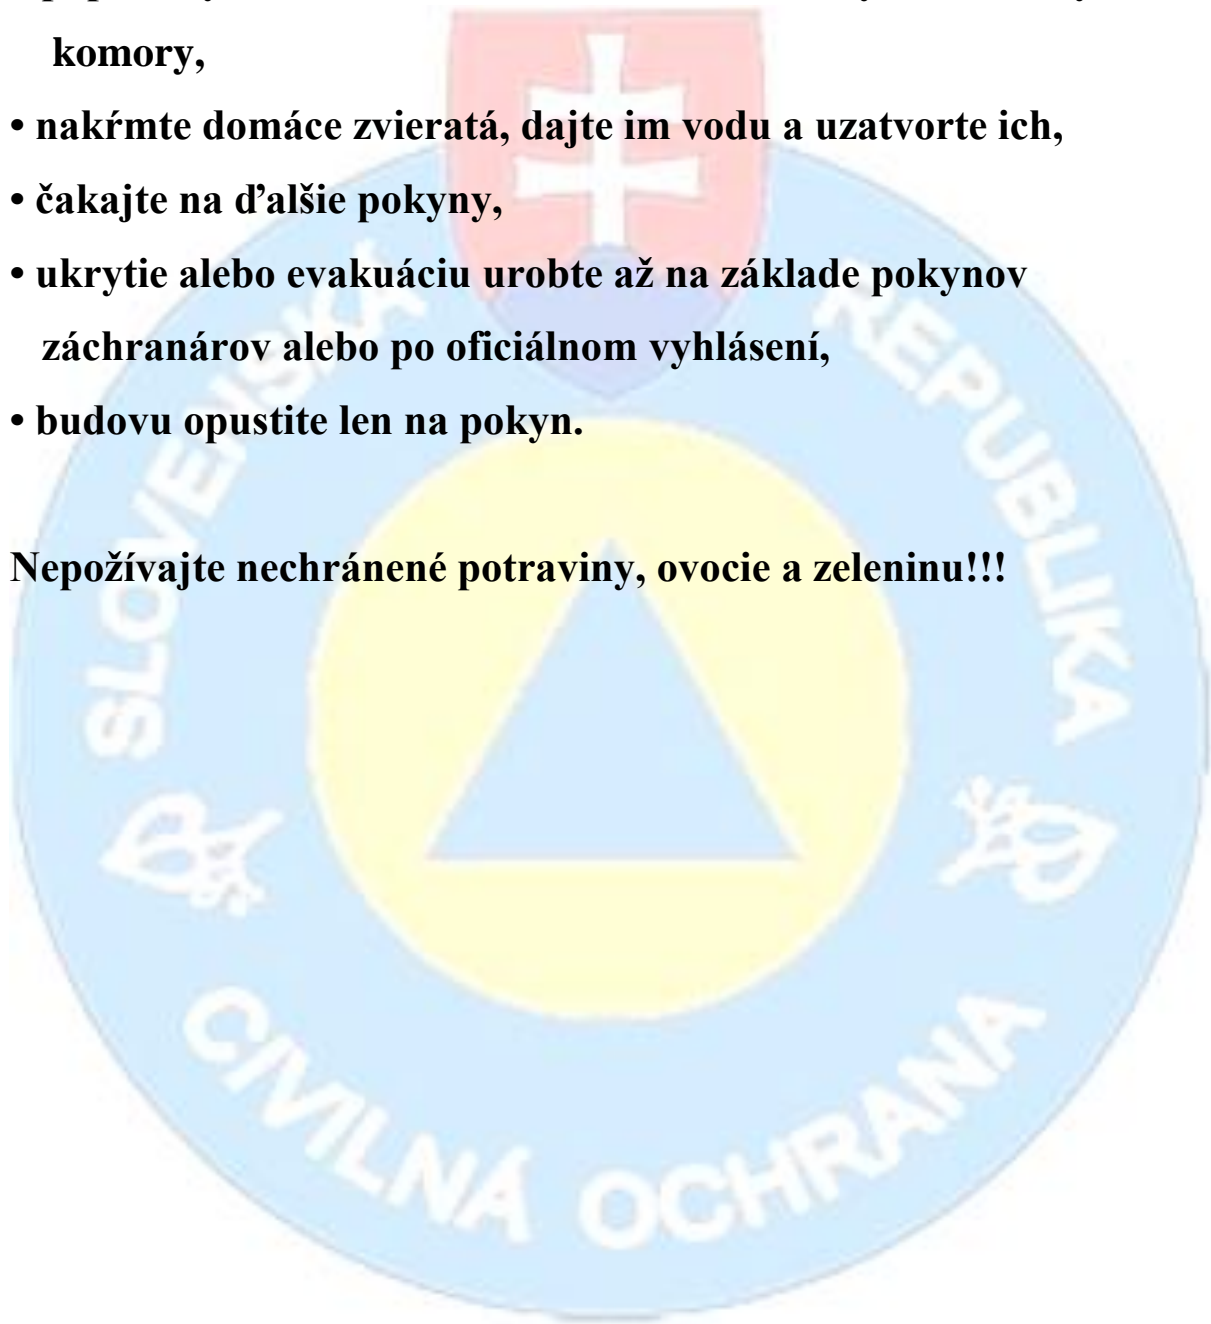 komory,
• nakŕmte domáce zvieratá, dajte im vodu a uzatvorte ich,
• čakajte na ďalšie pokyny,
• ukrytie alebo evakuáciu urobte až na základe pokynov
záchranárov alebo po oficiálnom vyhlásení,
• budovu opustite len na pokyn.
Nepožívajte nechránené potraviny, ovocie a zeleninu!!!
SLOVENSKÁ REPUBLIKA
CIVILNÁ OCHRANA